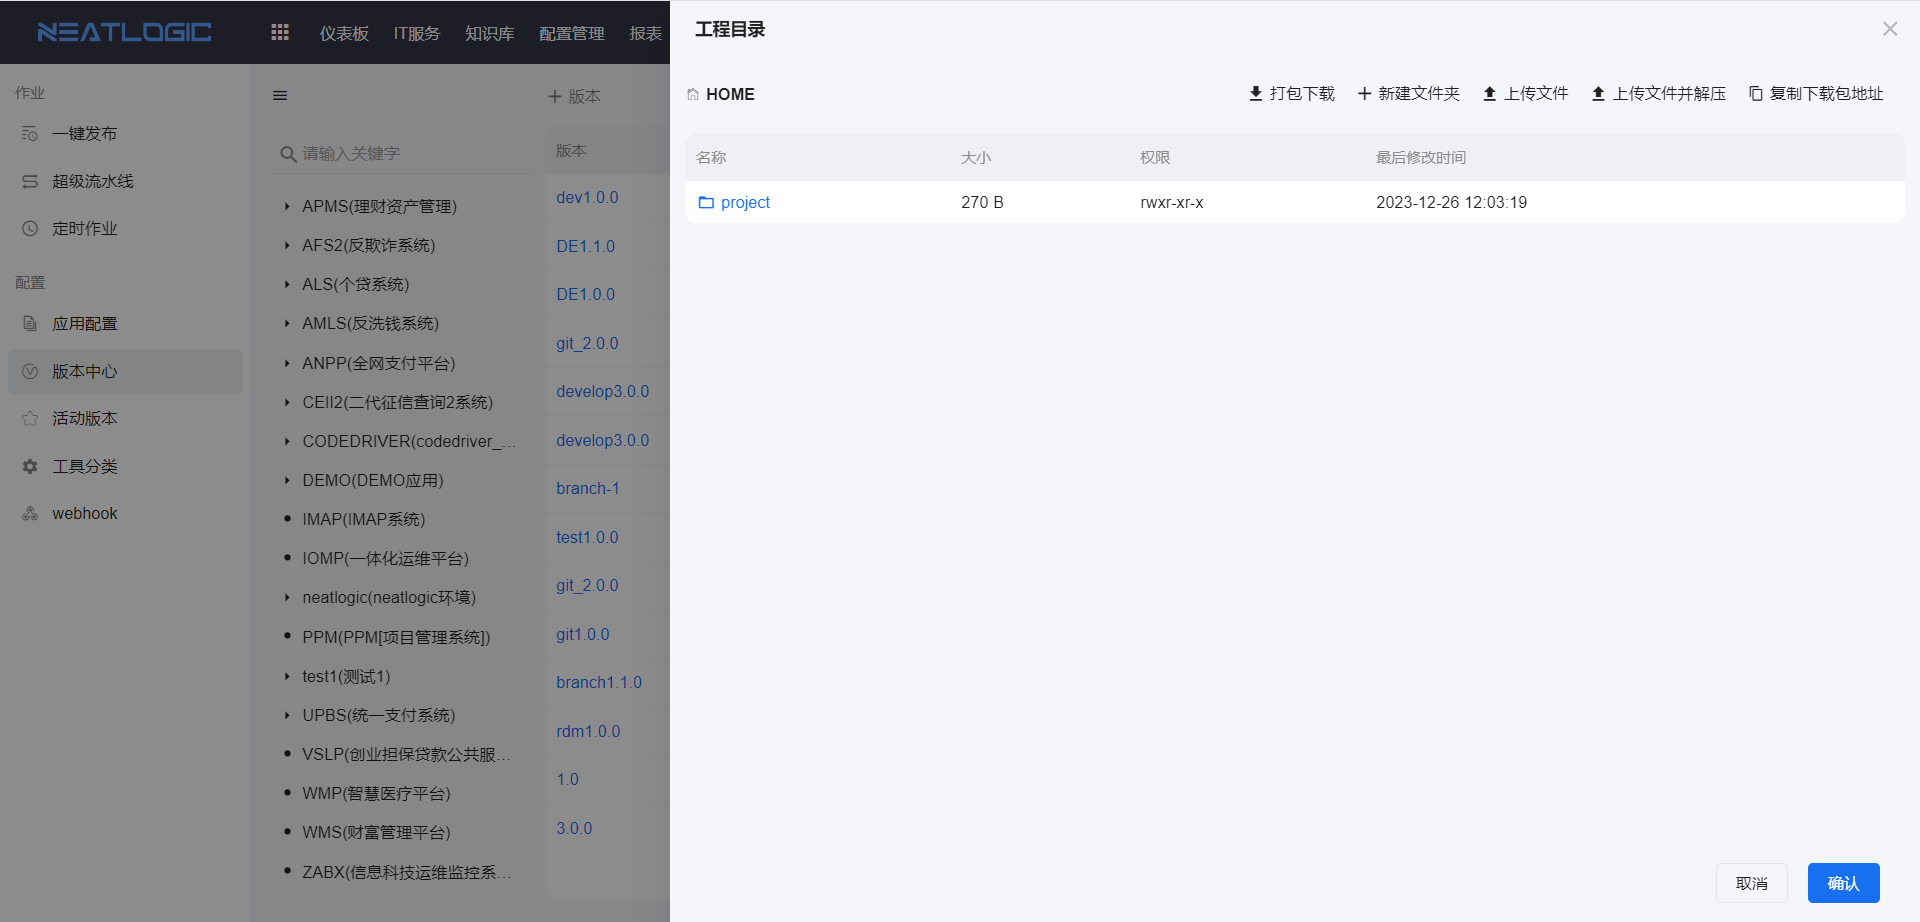 NEATLOGIC
仪表板
IT服务
知识库
配置管理
报表
作业
一键发布
超级流水线
定时作业
配置
应用配置
版本中心
活动版本
工具分类
webhook
请输入关键字
APMS(理财资产管理)
AFS2(反欺诈系统)
ALS(个贷系统)
AMLS(反洗钱系统)
ANPP(全网支付平台)
CEII2(二代征信查询2系统)
CODEDRIVER(codedriver_...
DEMO(DEMO应用)
IMAP(IMAP系统)
IOMP(一体化运维平台)
neatlogic(neatlogic环境)
PPM(PPM[项目管理系统])
test1(测试1)
UPBS(统一支付系统)
VSLP(创业担保贷款公共服...
WMP(智慧医疗平台)
WMS(财富管理平台)
ZABX(信息科技运维监控系...
版本
版本
dev1.0.0
DE1.1.0
DE1.0.0
git_2.0.0
develop3.0.0
develop3.0.0
branch-1
test1.0.0
git_2.0.0
git1.0.0
branch1.1.0
rdm1.0.0
1.0
3.0.0
工程目录
HOME
打包下载
新建文件夹
上传文件
上传文件并解压
复制下载包地址
名称 大小 权限 最后修改时间
project 270 B rwxr-xr-x 2023-12-26 12:03:19
取消
确认